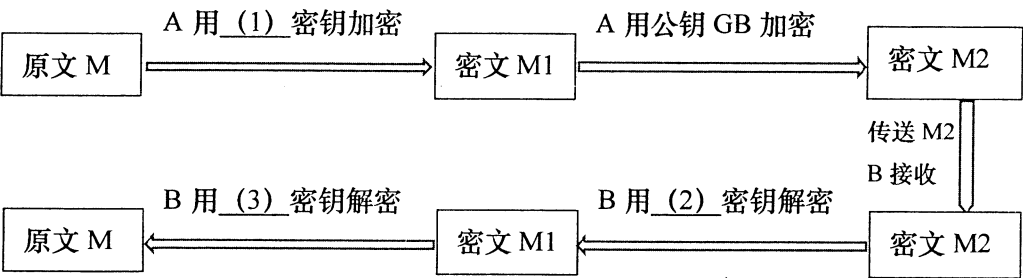 A 用 (1) 密钥加密
A 用公钥 GB 加密
原文 M
密文 M1
密文 M2
传送 M2
B 接收
B 用 (3) 密钥解密
B 用 (2) 密钥解密
原文 M
密文 M1
密文 M2